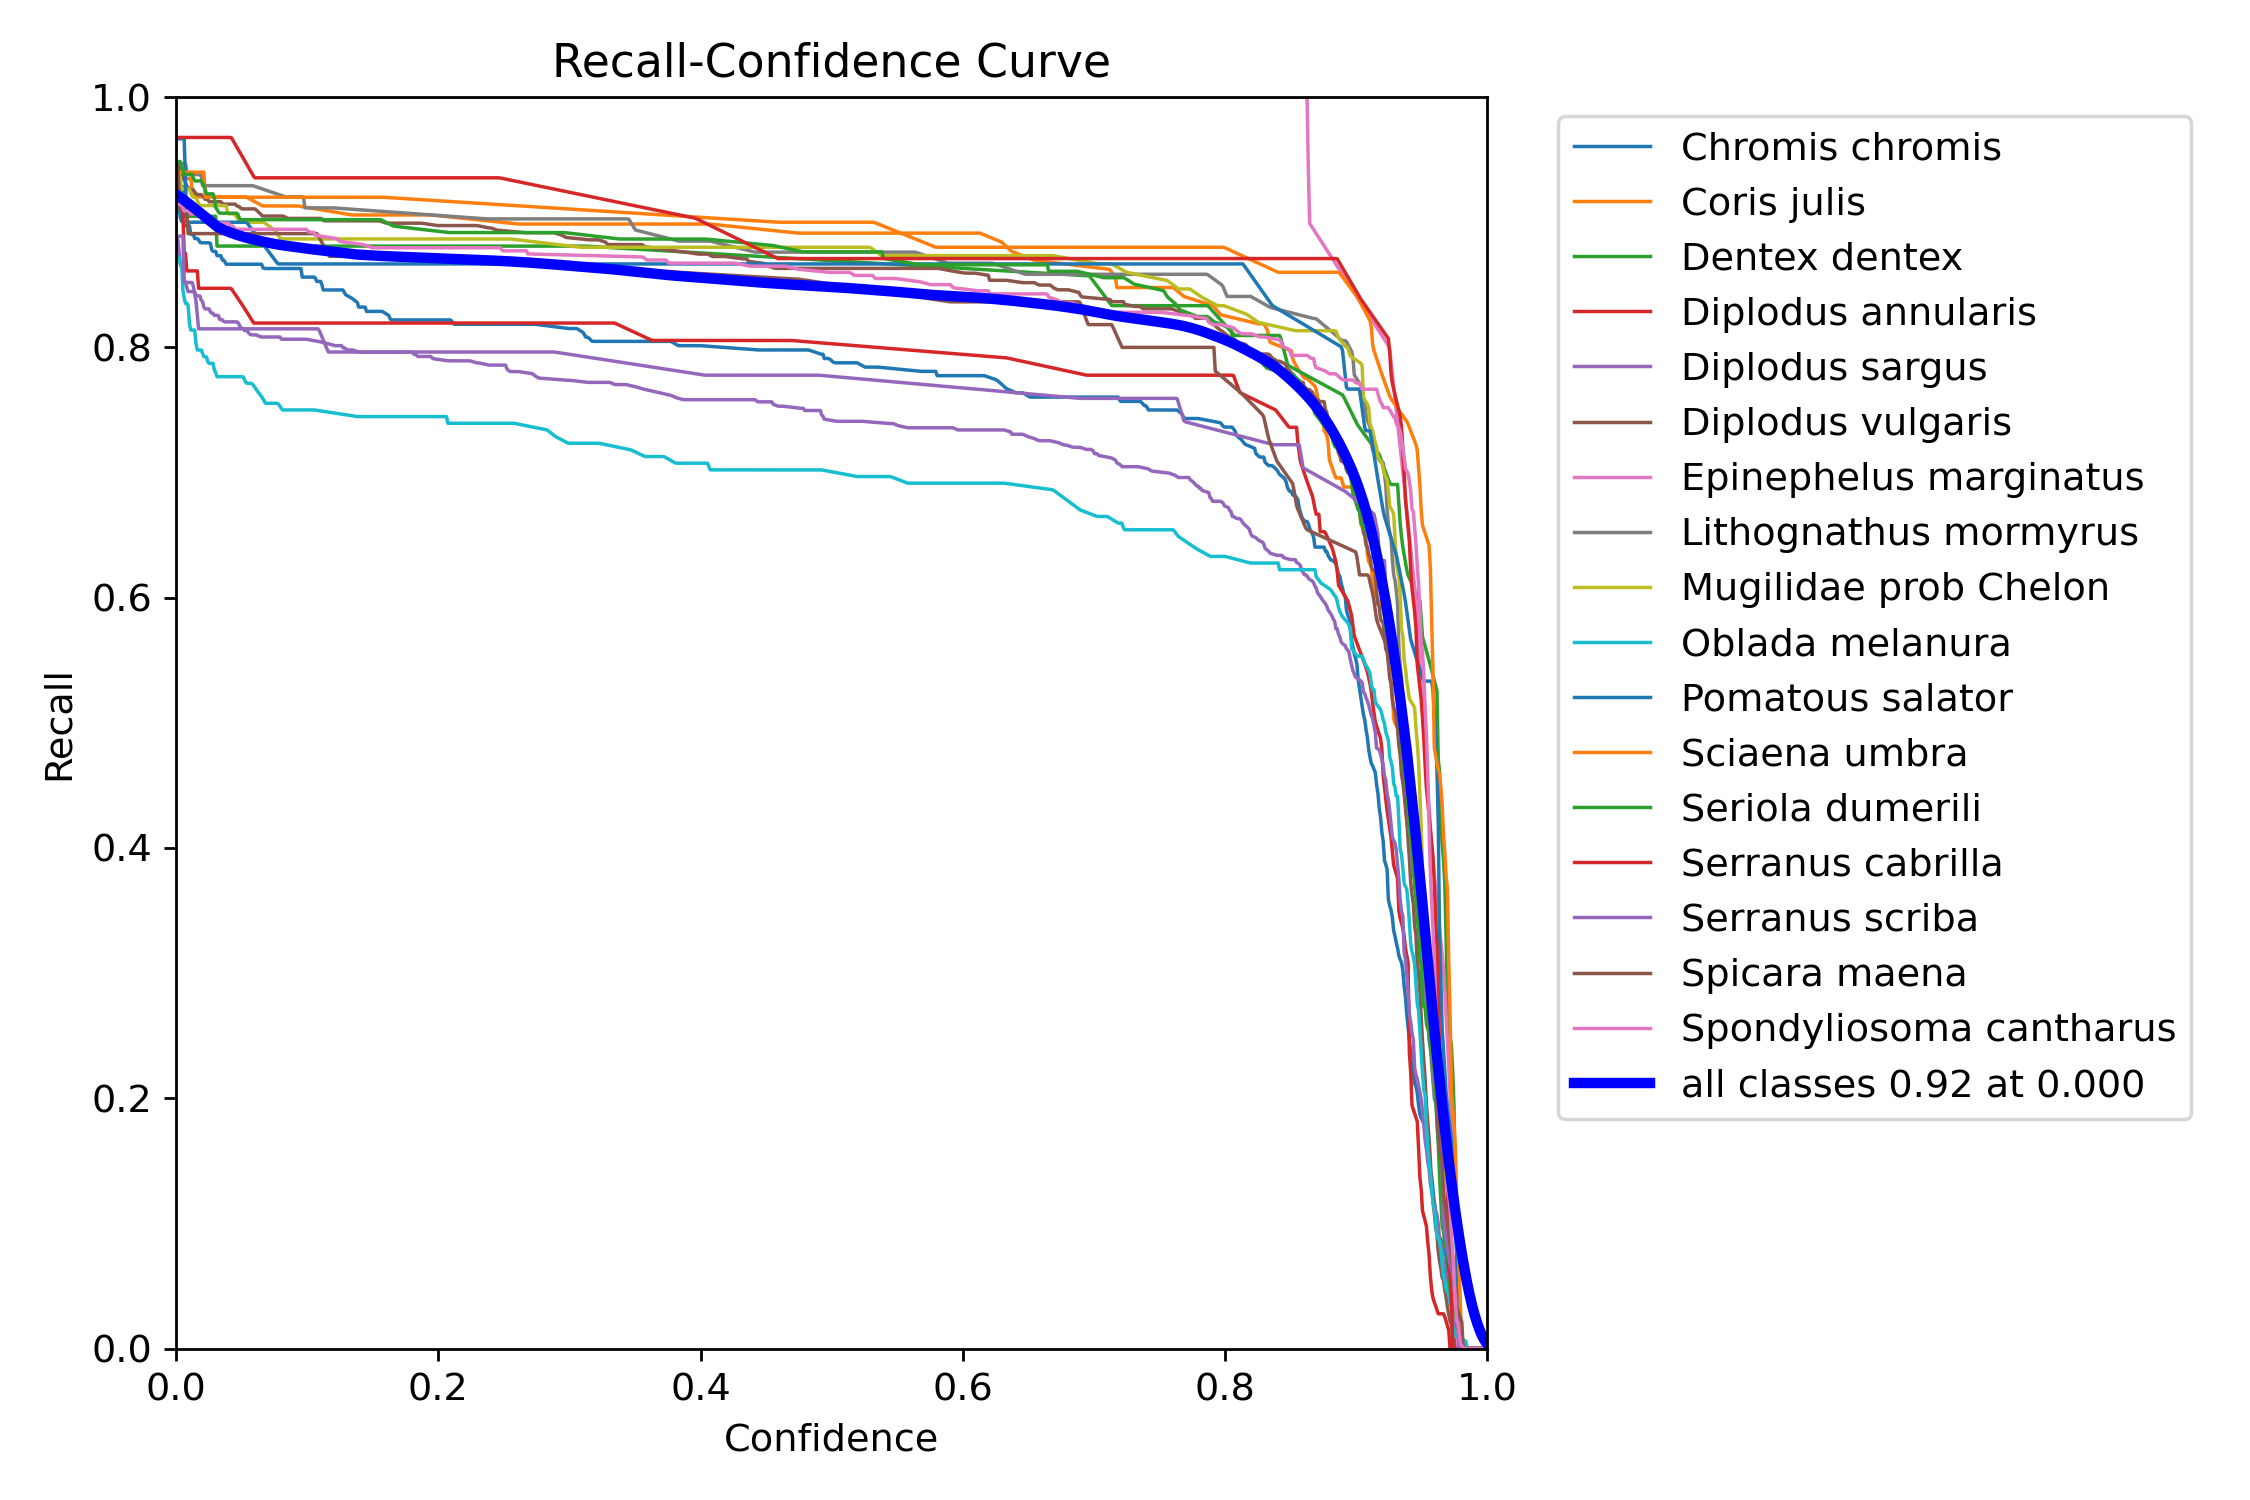 Recall-Confidence Curve
1.0
0.8
0.6
0.4
0.2
0.0
Recall
0.0 0.2 0.4 0.6 0.8 1.0
Confidence
Chromis chromis
Coris julis
Dentex dentex
Diplodus annularis
Diplodus sargus
Diplodus vulgaris
Epinephelus marginatus
Lithognathus mormyrus
Mugilidae prob Chelon
Oblada melanura
Pomatous salator
Sciaena umbra
Seriola dumerili
Serranus cabrilla
Serranus scriba
Spicara maena
Spondyliosoma cantharus
all classes 0.92 at 0.000